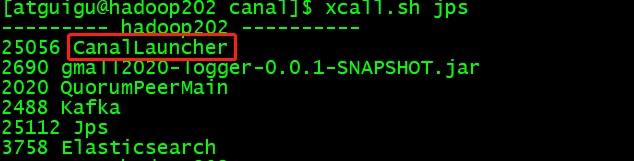 [atguigu@hadoop202 canal]$ xcall.sh jps
--------- hadoop202 ----------
25056 CanalLauncher
2690 gmall2020-logger-0.0.1-SNAPSHOT.jar
2020 QuorumPeerMain
2488 Kafka
25112 Jps
3758 Elasticsearch